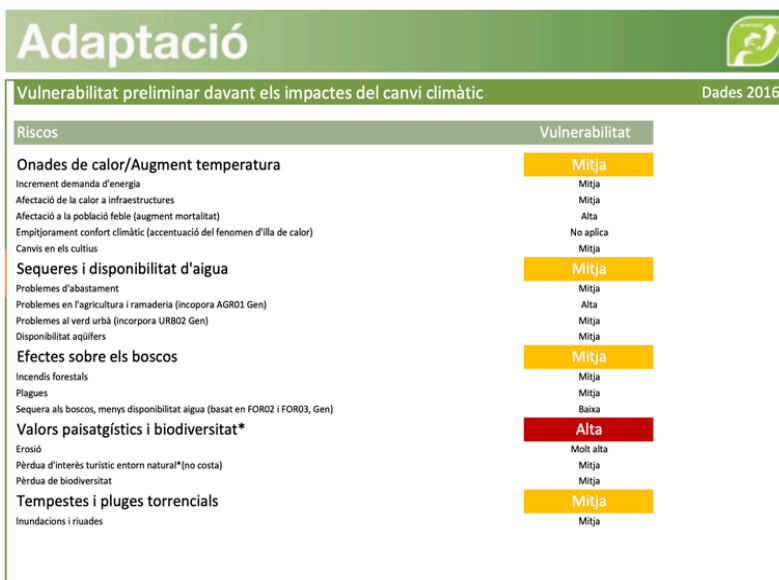 Adaptació
Vulnerabilitat preliminar davant els impactes del canvi climàtic Dades 2016
Riscos Vulnerabilitat
Onades de calor/Augment temperatura Mitja
Increment demanda d'energia Mitja
Afectació de la calor a infraestructures Mitja
Afectació a la població feble (augment mortalitat) Alta
Empitjorament confort climàtic (accentuació del fenomen d'illa de calor) No aplica
Canvis en els cultius Mitja
Sequeres i disponibilitat d'aigua Mitja
Problemes d'abastament Mitja
Problemes en l'agricultura i ramaderia (incopora AGR01 Gen) Alta
Problemes al verd urbà (incorpora URB02 Gen) Mitja
Disponibilitat aqüífers Mitja
Efectes sobre els boscos Mitja
Incendis forestals Mitja
Plagues Mitja
Sequera als boscos, menys disponibilitat aigua (basat en FOR02 i FOR03, Gen) Baixa
Valors paisatgístics i biodiversitat* Alta
Erosió Molt alta
Pèrdua d'interès turístic entorn natural*(no costa) Mitja
Pèrdua de biodiversitat Mitja
Tempestes i pluges torrencials Mitja
Inundacions i riuades Mitja